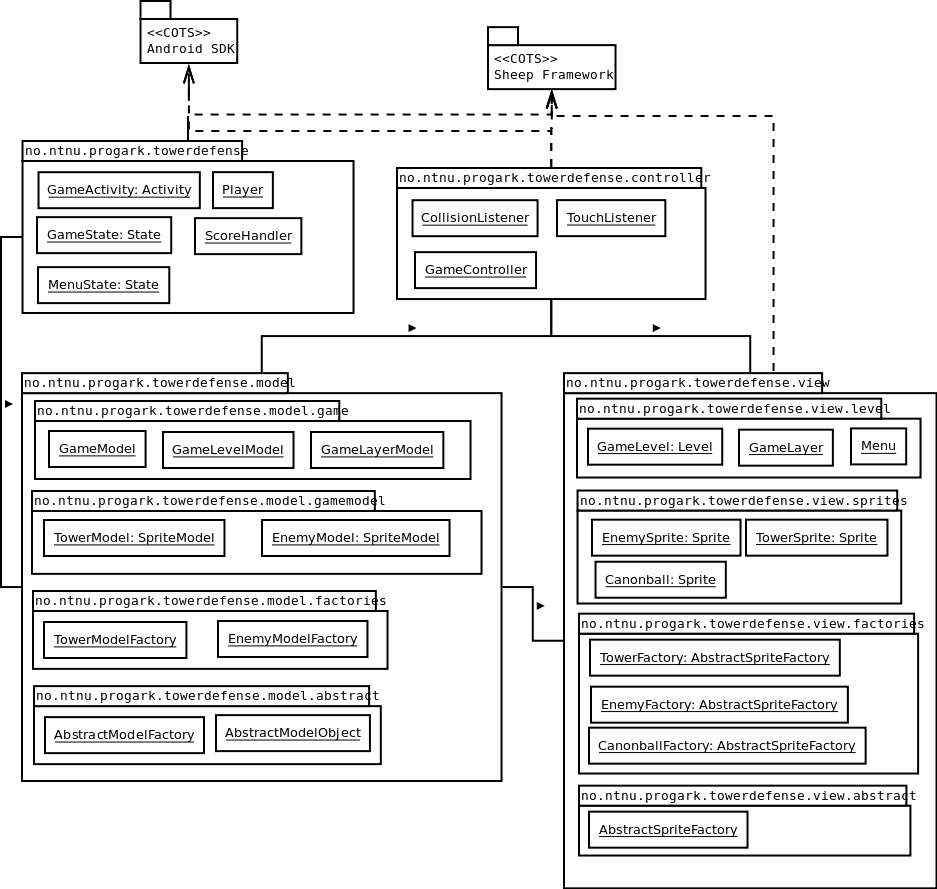 <<COTS>>
Android SDK
<<COTS>>
Sheep Framework
no.ntnu.progark.towerdefense
GameActivity: Activity
Player
GameState: State
ScoreHandler
MenuState: State
no.ntnu.progark.towerdefense.controller
CollisionListener
TouchListener
GameController
no.ntnu.progark.towerdefense.model
no.ntnu.progark.towerdefense.model.game
GameModel
GameLevelModel
GameLayerModel
no.ntnu.progark.towerdefense.model.gamemodel
TowerModel: SpriteModel
EnemyModel: SpriteModel
no.ntnu.progark.towerdefense.model.factories
TowerModelFactory
EnemyModelFactory
no.ntnu.progark.towerdefense.model.abstract
AbstractModelFactory
AbstractModelObject
no.ntnu.progark.towerdefense.view
no.ntnu.progark.towerdefense.view.level
GameLevel: Level
GameLayer
Menu
no.ntnu.progark.towerdefense.view.sprites
EnemySprite: Sprite
TowerSprite: Sprite
Canonball: Sprite
no.ntnu.progark.towerdefense.view.factories
TowerFactory: AbstractSpriteFactory
EnemyFactory: AbstractSpriteFactory
CanonballFactory: AbstractSpriteFactory
no.ntnu.progark.towerdefense.view.abstract
AbstractSpriteFactory